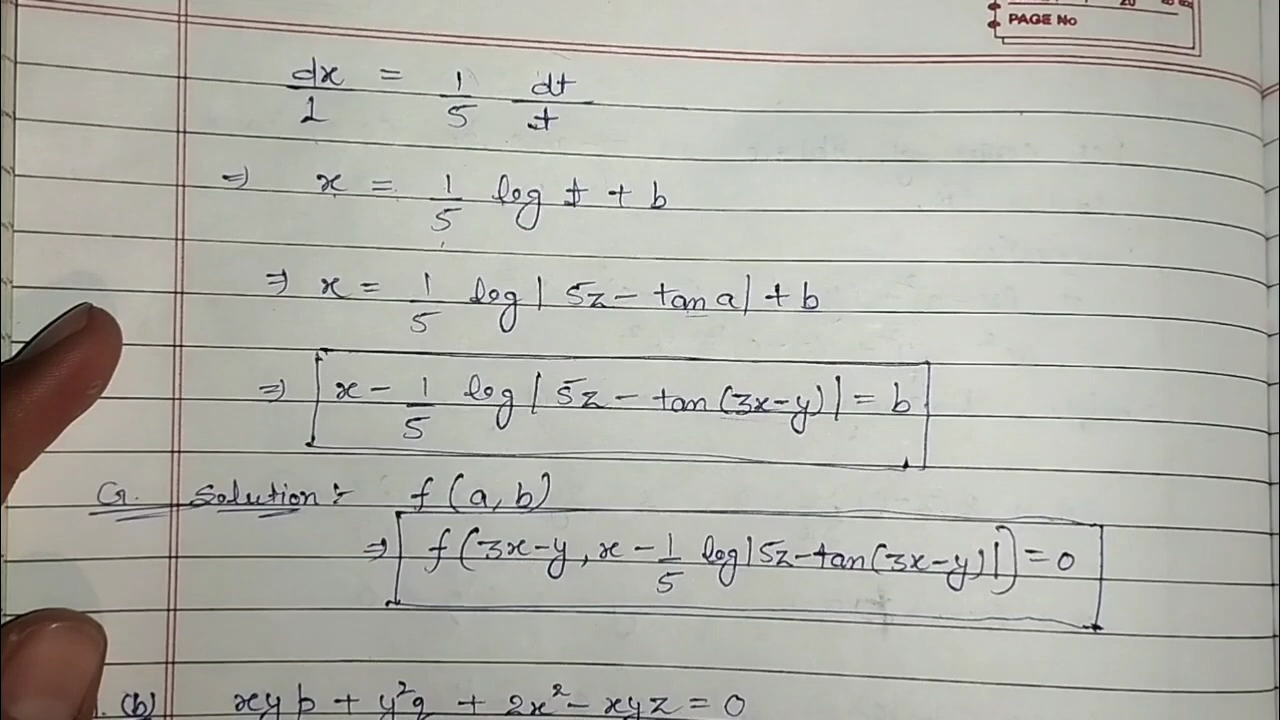 PAGE No
dx/1 = 1/5 dt/t
⇒ x = 1/5 log t + b
⇒ x = 1/5 log| 5z - tan a| + b
⇒ x - 1/5 log| 5z - tan(3x-y)| = b
G. Solution :- f(a, b)
⇒ f(3x-y, x - 1/5 log|5z-tan(3x-y)|) = 0
(b) xyp + y²q + 2x² - xyz = 0